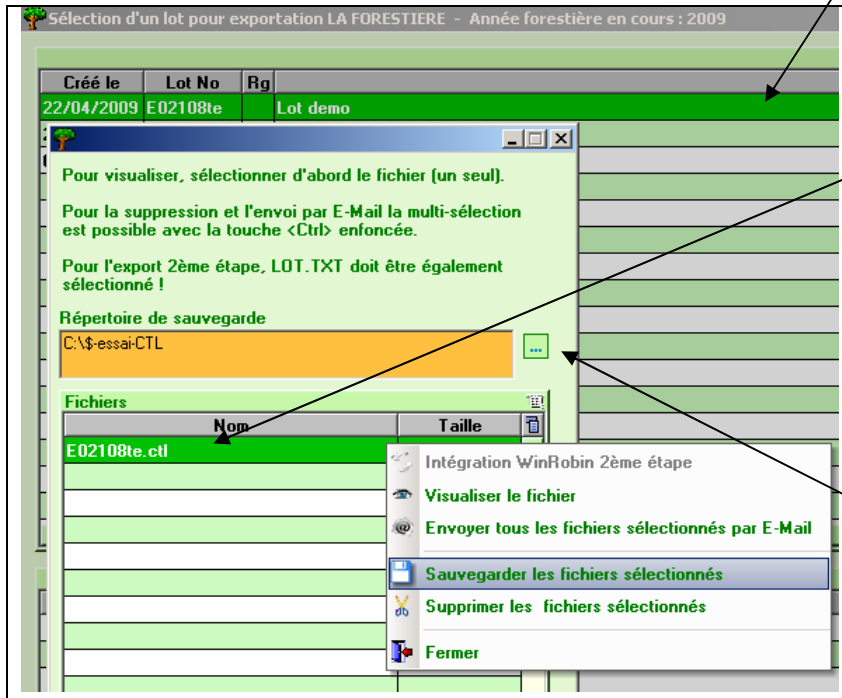 Sélection d'un lot pour exportation LA FORESTIERE - Année forestière en cours : 2009
Créé le Lot No Rg
22/04/2009 E02108te Lot demo
Pour visualiser, sélectionner d'abord le fichier (un seul).
Pour la suppression et l'envoi par E-Mail la multi-sélection
est possible avec la touche <Ctrl> enfoncée.
Pour l'export 2ème étape, LOT.TXT doit être également
sélectionné !
Répertoire de sauvegarde
C:\$-essai-CTL
...
Fichiers
Nom Taille
E02108te.ctl
Intégration WinRobin 2ème étape
Visualiser le fichier
Envoyer tous les fichiers sélectionnés par E-Mail
Sauvegarder les fichiers sélectionnés
Supprimer les fichiers sélectionnés
Fermer